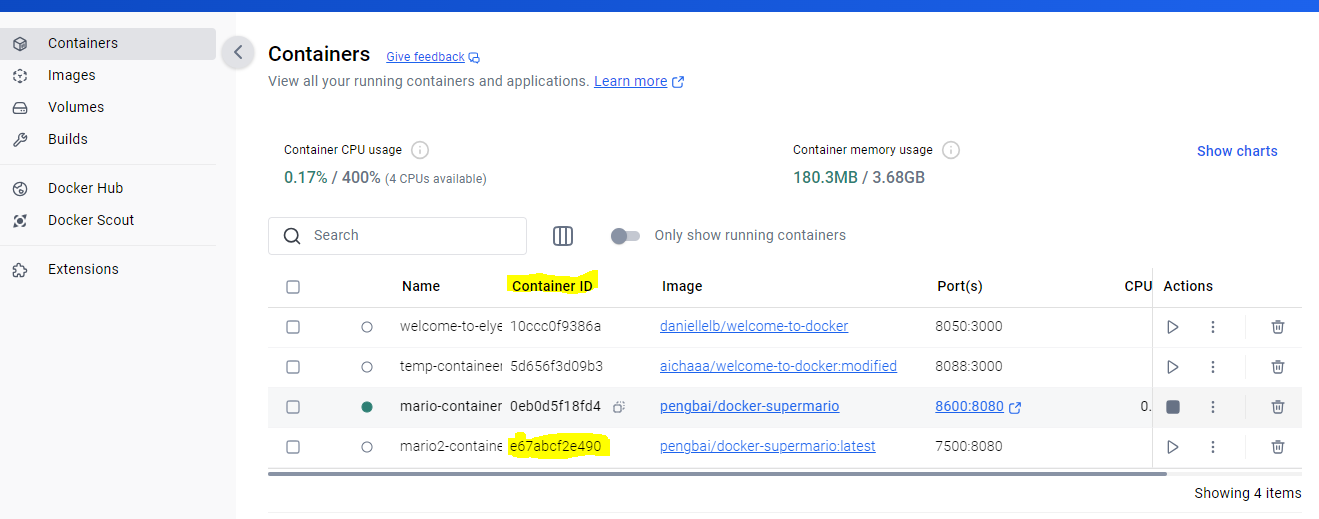 Containers
Images
Volumes
Builds
Docker Hub
Docker Scout
Extensions
Containers Give feedback
View all your running containers and applications. Learn more
Container CPU usage
0.17% / 400% (4 CPUs available)
Container memory usage
180.3MB / 3.68GB
Show charts
Search
Only show running containers
Name Container ID Image Port(s) CPU Actions
welcome-to-elye 10ccc0f9386a daniellelb/welcome-to-docker 8050:3000
temp-containeer 5d656f3d09b3 aichaaa/welcome-to-docker:modified 8088:3000
mario-container 0eb0d5f18fd4 pengbai/docker-supermario 8600:8080 0.
mario2-containe e67abcf2e490 pengbai/docker-supermario:latest 7500:8080
Showing 4 items